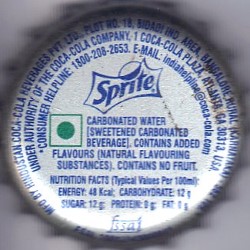 MFD BY HINDUSTAN COCA-COLA BEVERAGES PVT. LTD., PLOT NO. 18, BIDADI IND. AREA, BANGALORE,
UNDER AUTHORITY OF THE COCA-COLA COMPANY, 1 COCA-COLA PLAZA, ATLANTA, GA 30313, USA.
*CONSUMER HELPLINE: 1800-208-2653. E-MAIL: indiahelpline@coca-cola.com
Sprite
CARBONATED WATER
[SWEETENED CARBONATED
BEVERAGE]. CONTAINS ADDED
FLAVOURS (NATURAL FLAVOURING
SUBSTANCES). CONTAINS NO FRUIT.
NUTRITION FACTS (Typical Values Per 100ml):
ENERGY: 48 Kcal; CARBOHYDRATE: 12 g
SUGAR: 12 g; PROTEIN: 0 g; FAT: 0 g